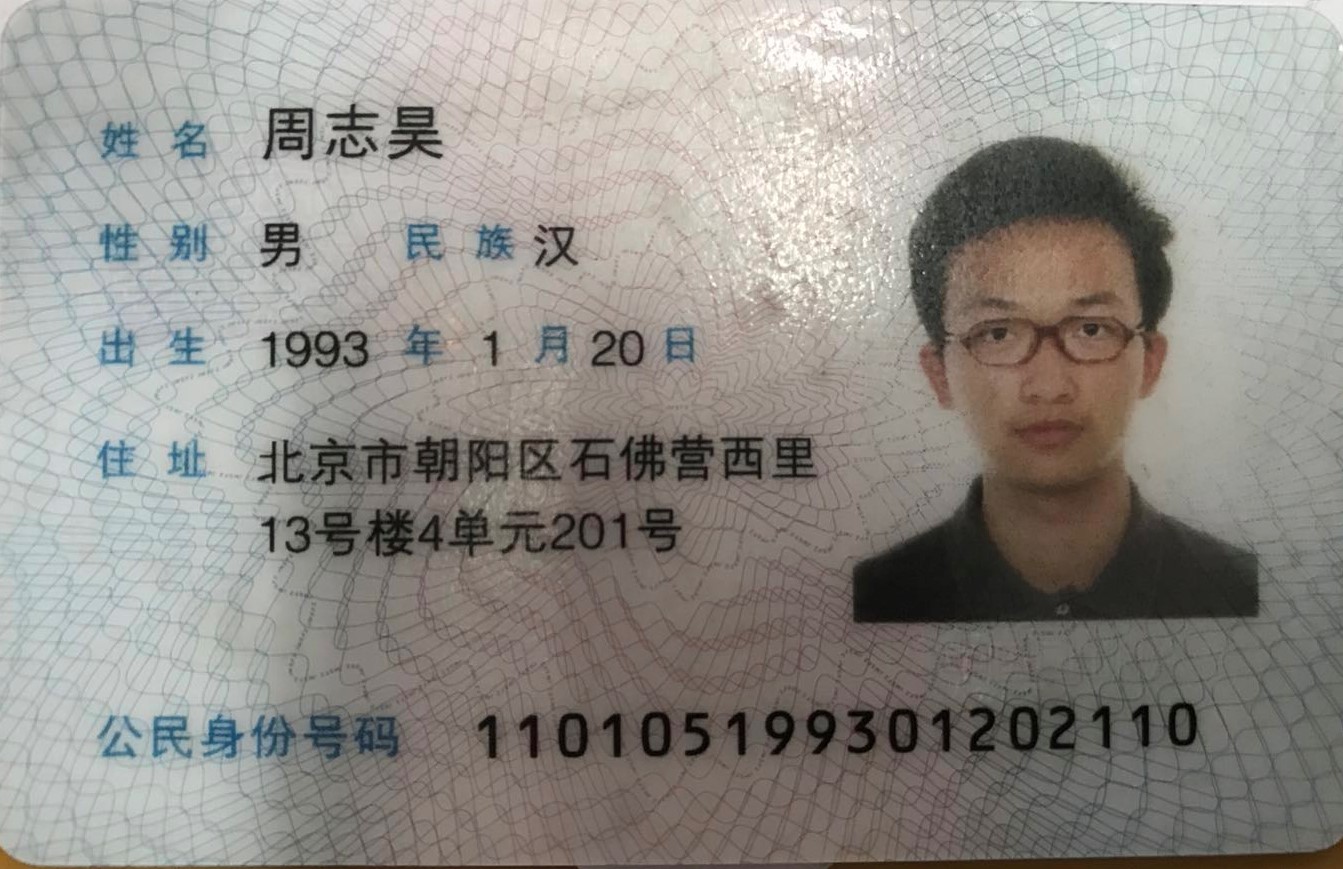 姓名 周志昊
性别 男 民族 汉
出生 1993 年 1 月 20 日
住址 北京市朝阳区石佛营西里
13号楼4单元201号
公民身份号码 110105199301202110